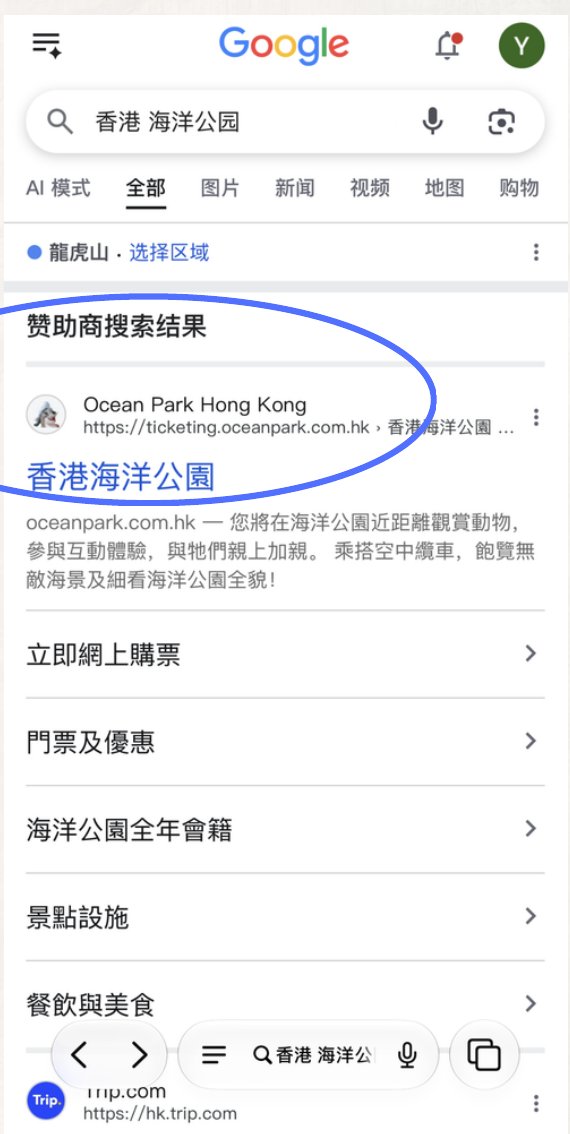 Google
Y
香港 海洋公园
AI 模式 全部 图片 新闻 视频 地图 购物
龍虎山 · 选择区域
赞助商搜索结果
Ocean Park Hong Kong
https://ticketing.oceanpark.com.hk › 香港海洋公園 ...
香港海洋公園
oceanpark.com.hk — 您將在海洋公園近距離觀賞動物，
參與互動體驗，與牠們親上加親。 乘搭空中纜車，飽覽無
敵海景及細看海洋公園全貌！
立即網上購票
門票及優惠
海洋公園全年會籍
景點設施
餐飲與美食
香港 海洋公
Trip.
Trip.com
https://hk.trip.com